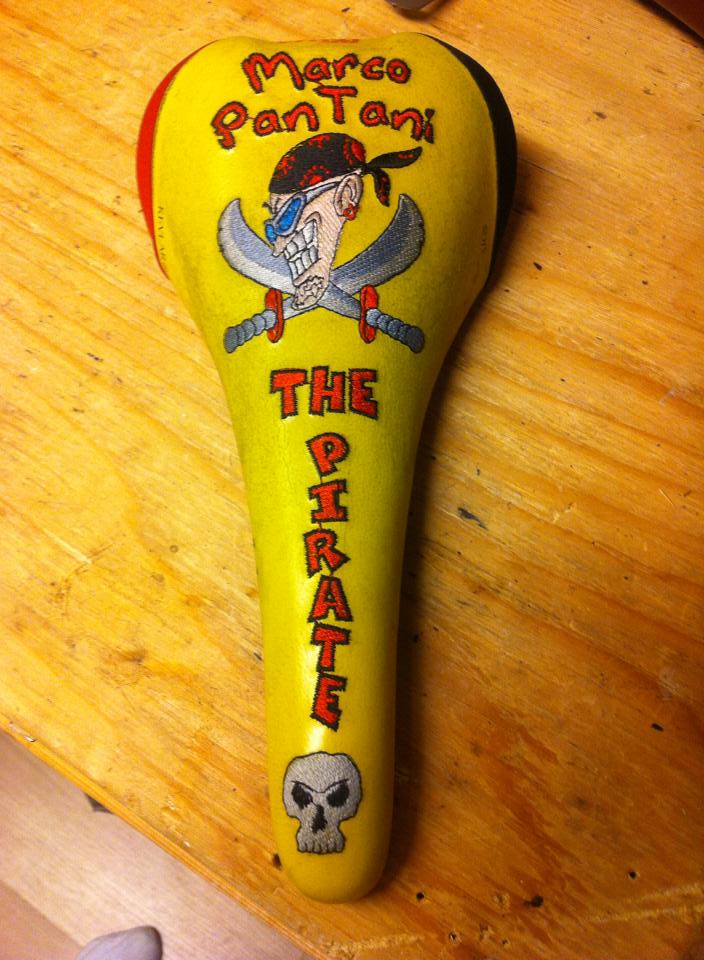 Marco
PanTani
THE
PIRATE